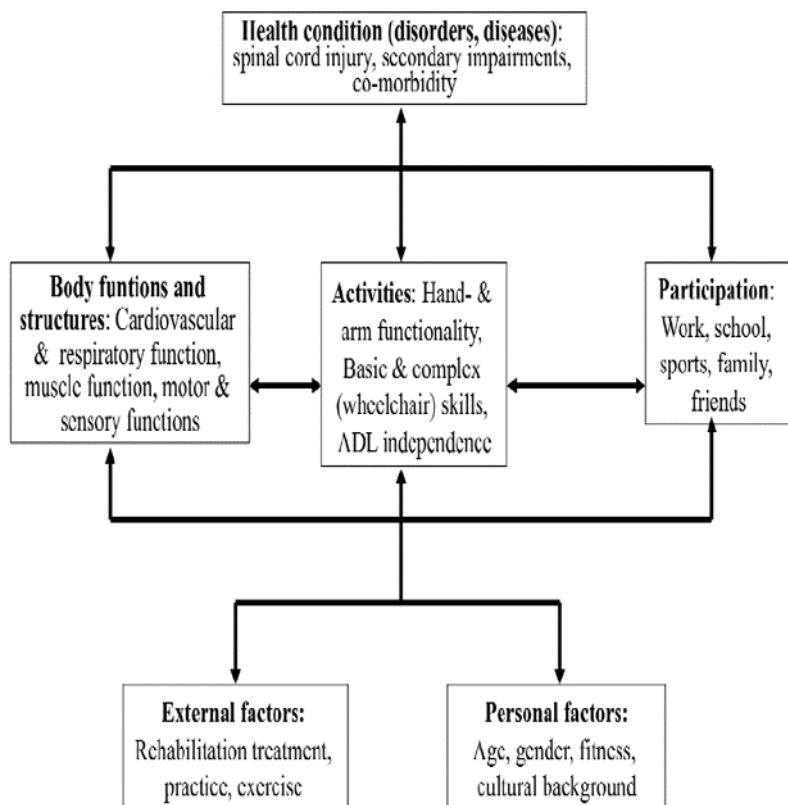 Health condition (disorders, diseases):
spinal cord injury, secondary impairments,
co-morbidity
Body funtions and
structures: Cardiovascular
& respiratory function,
muscle function, motor &
sensory functions
Activities: Hand- &
arm functionality,
Basic & complex
(wheelchair) skills,
ADL independence
Participation:
Work, school,
sports, family,
friends
External factors:
Rehabilitation treatment,
practice, exercise
Personal factors:
Age, gender, fitness,
cultural background